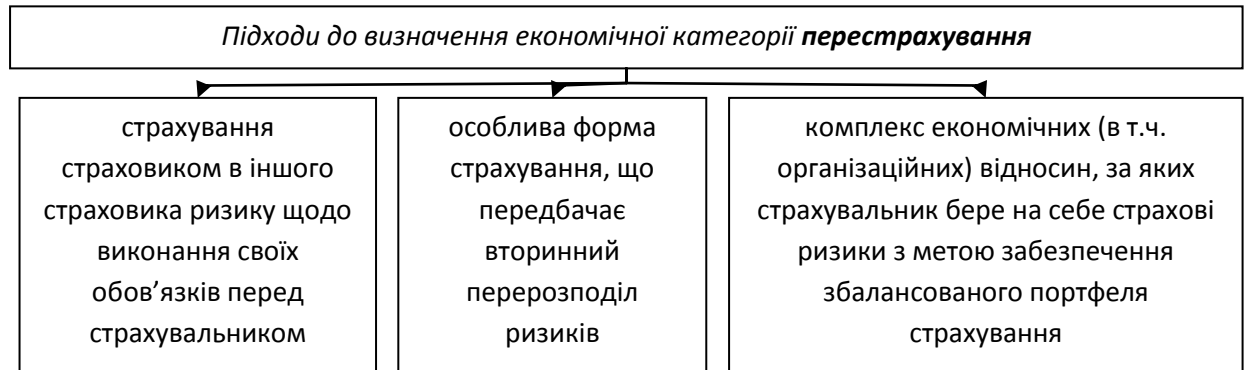 Підходи до визначення економічної категорії перестрахування
страхування
страховиком в іншого
страховика ризику щодо
виконання своїх
обов’язків перед
страхувальником
особлива форма
страхування, що
передбачає
вторинний
перерозподіл
ризиків
комплекс економічних (в т.ч.
організаційних) відносин, за яких
страхувальник бере на себе страхові
ризики з метою забезпечення
збалансованого портфеля
страхування